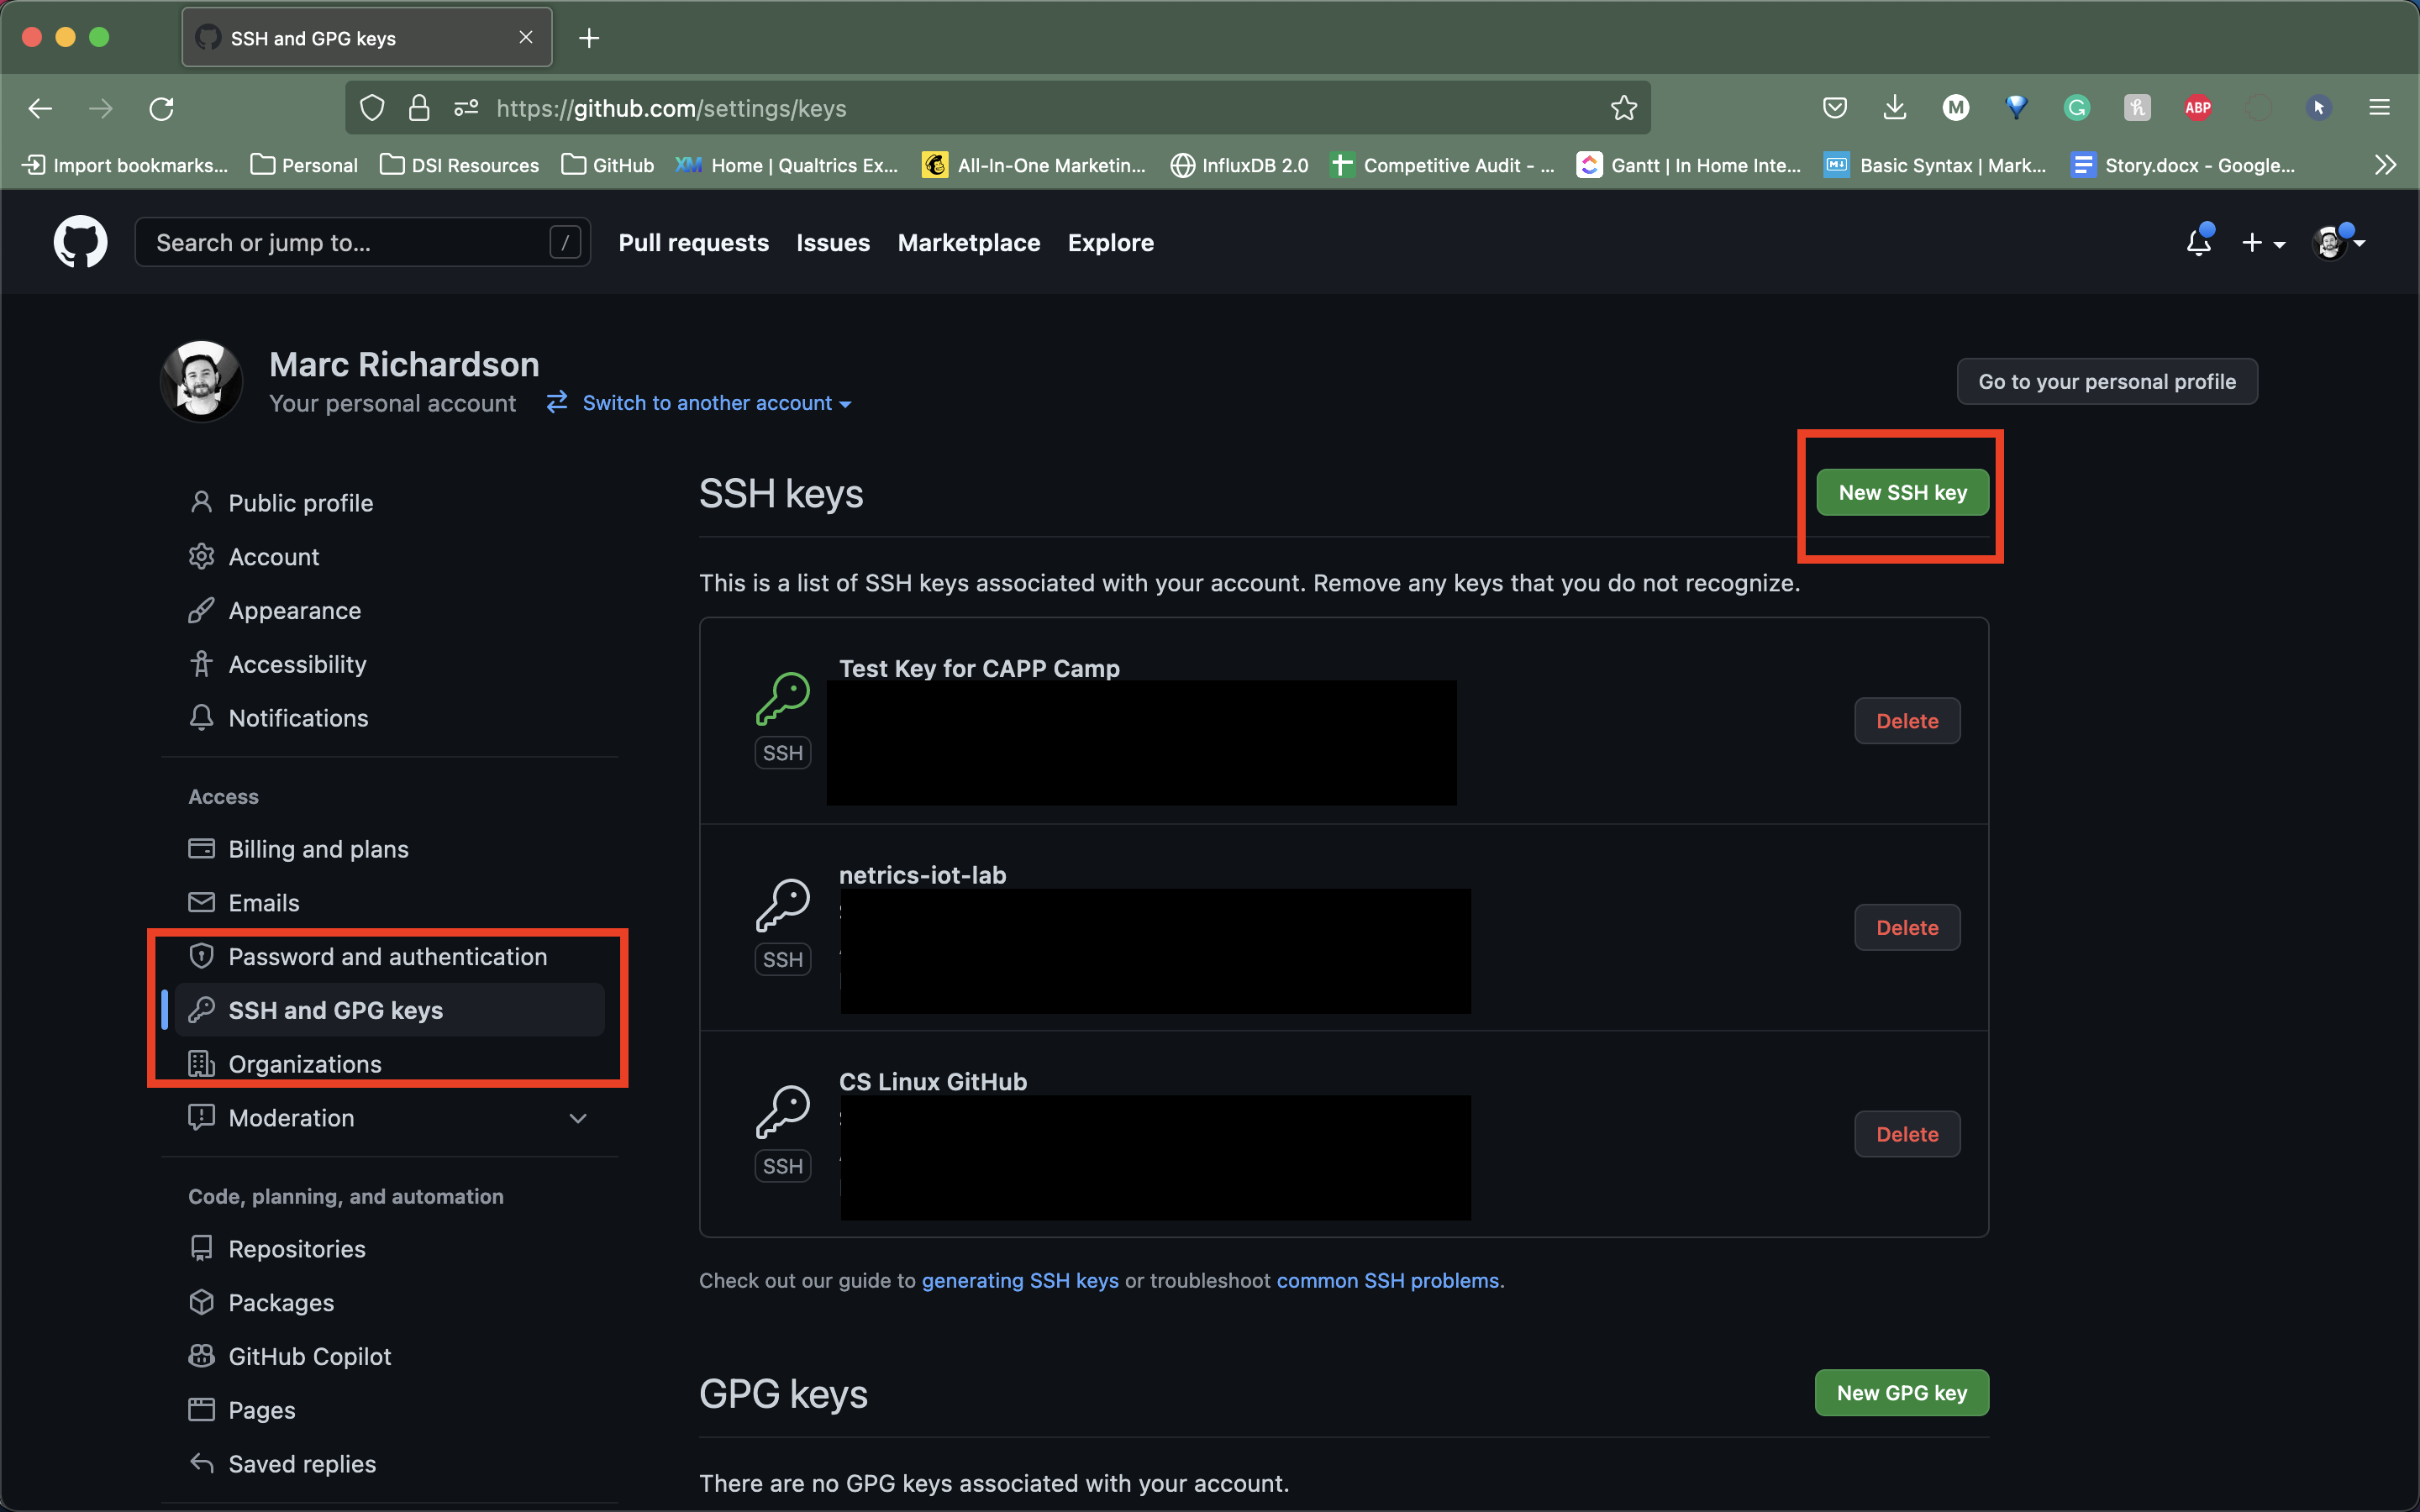 SSH and GPG keys
https://github.com/settings/keys
M
ABP
Import bookmarks... Personal DSI Resources GitHub XM Home | Qualtrics Ex... All-In-One Marketin... InfluxDB 2.0 Competitive Audit - ... Gantt | In Home Inte... Basic Syntax | Mark... Story.docx - Google...
Search or jump to... / Pull requests Issues Marketplace Explore
Marc Richardson
Your personal account Switch to another account
Go to your personal profile
Public profile
Account
Appearance
Accessibility
Notifications
Access
Billing and plans
Emails
Password and authentication
SSH and GPG keys
Organizations
Moderation
Code, planning, and automation
Repositories
Packages
GitHub Copilot
Pages
Saved replies
SSH keys
New SSH key
This is a list of SSH keys associated with your account. Remove any keys that you do not recognize.
Test Key for CAPP Camp
SSH
Delete
netrics-iot-lab
SSH
Delete
CS Linux GitHub
SSH
Delete
Check out our guide to generating SSH keys or troubleshoot common SSH problems.
GPG keys
New GPG key
There are no GPG keys associated with your account.